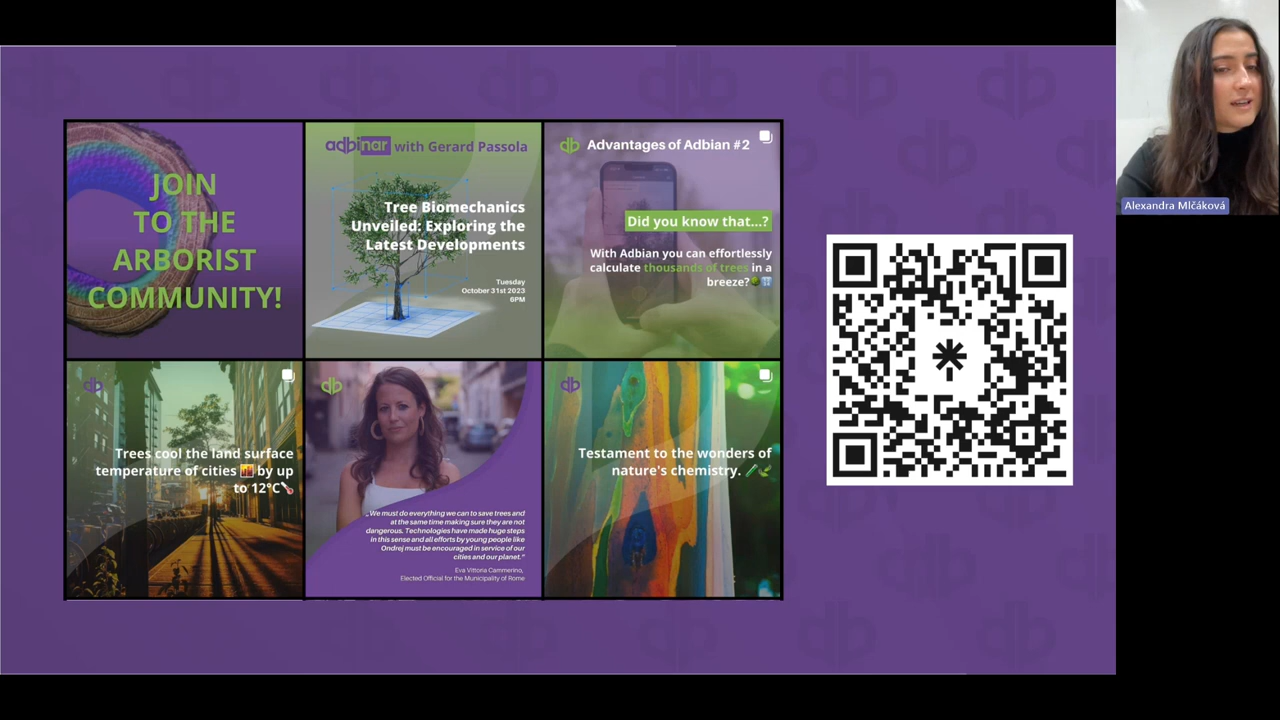 JOIN
TO THE
ARBORIST
COMMUNITY!
adbinar with Gerard Passola
Tree Biomechanics
Unveiled: Exploring the
Latest Developments
Tuesday
October 31st 2023
6PM
db Advantages of Adbian #2
Did you know that...?
With Adbian you can effortlessly
calculate thousands of trees in a
breeze?🌳🔢
db
Trees cool the land surface
temperature of cities 🌇 by up
to 12°C🌡️
db
„We must do everything we can to save trees and
at the same time making sure they are not
dangerous. Technologies have made huge steps
in this sense and all efforts by young people like
Ondrej must be encouraged in service of our
cities and our planet.“
Eva Vittoria Cammerino,
Elected Official for the Municipality of Rome
db
Testament to the wonders of
nature's chemistry. 🧪🌿
Alexandra Mlčáková